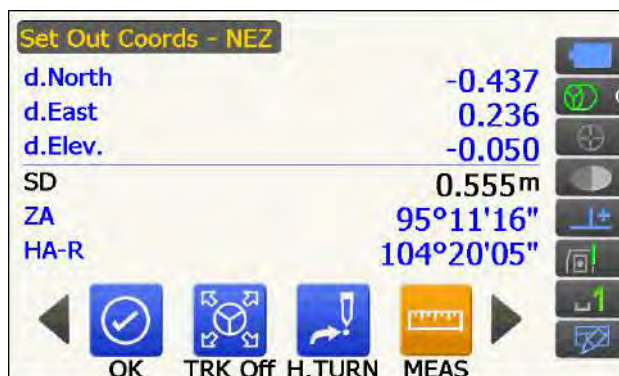 Set Out Coords - NEZ
d.North -0.437
d.East 0.236
d.Elev. -0.050
SD 0.555m
ZA 95°11'16"
HA-R 104°20'05"
OK TRK Off H.TURN MEAS